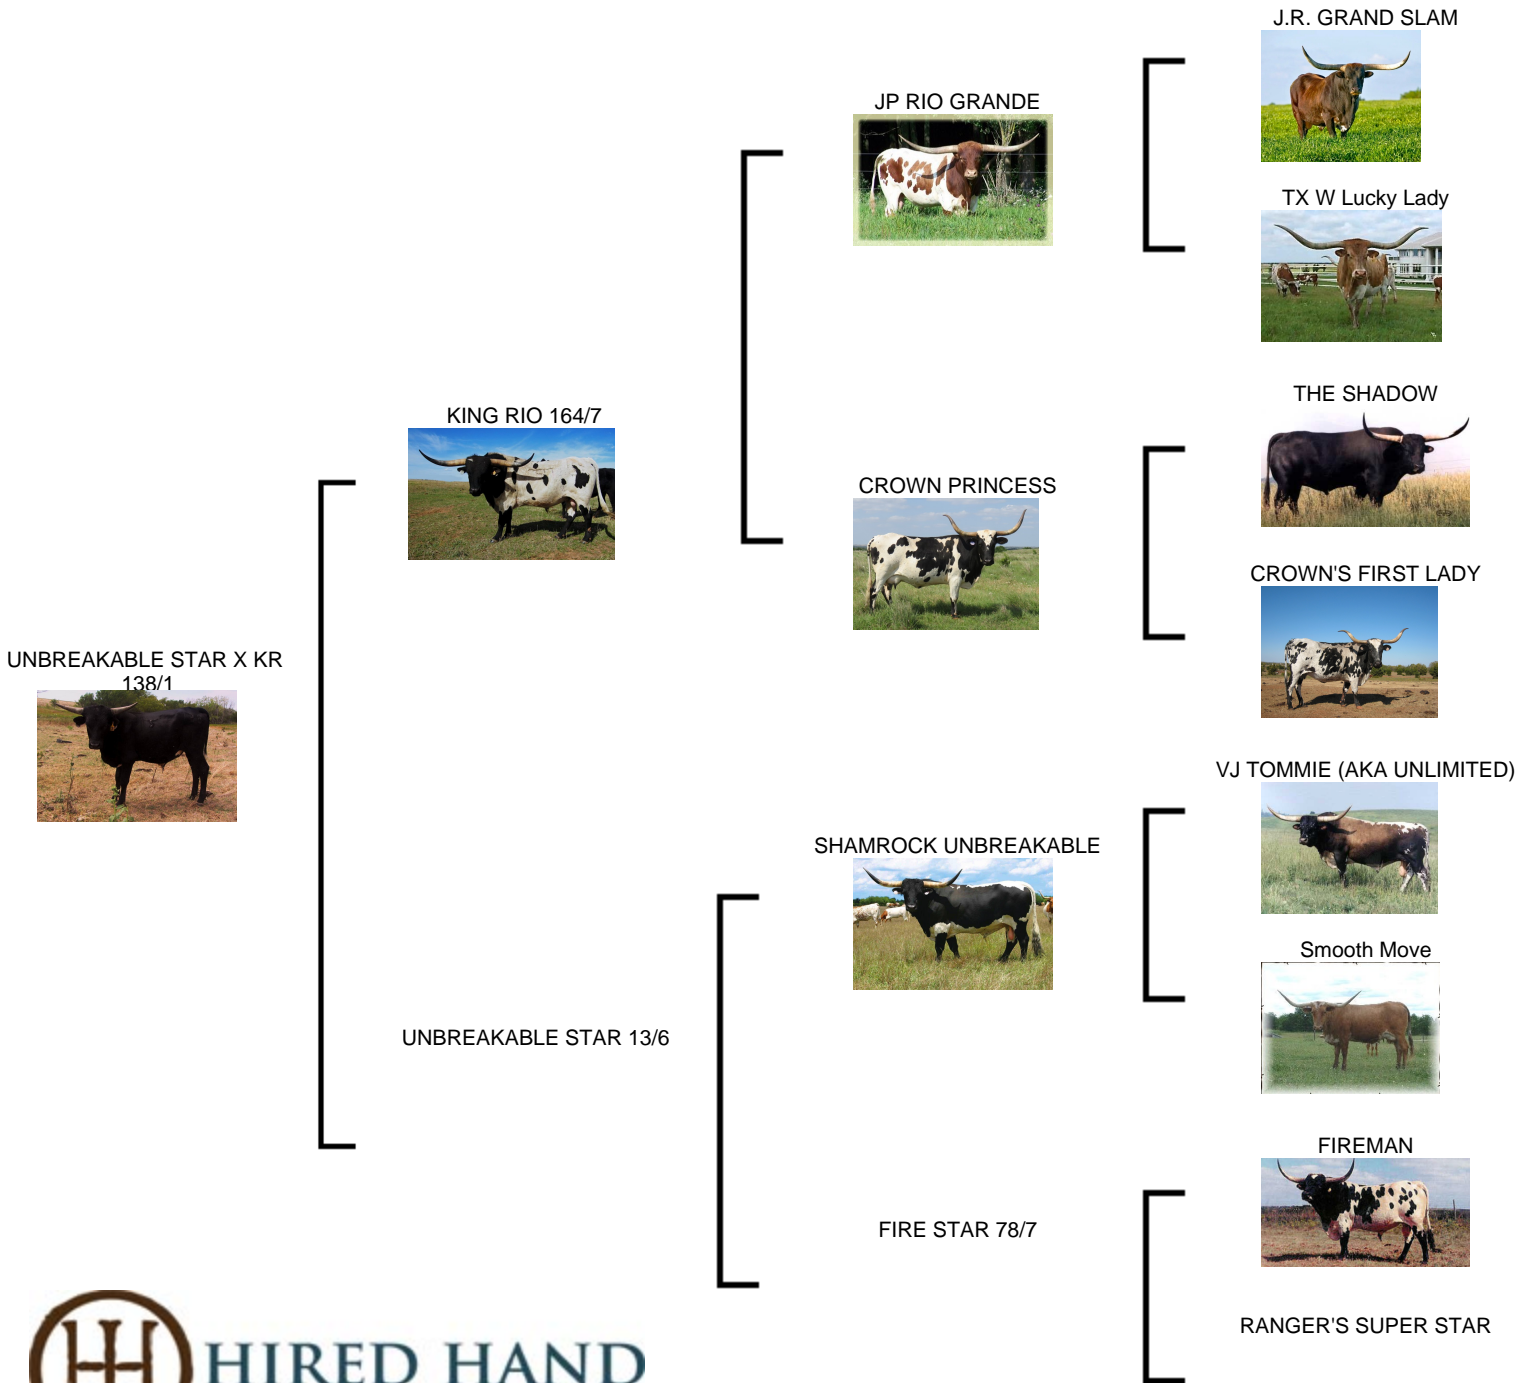 J.R. GRAND SLAM
JP RIO GRANDE
TX W Lucky Lady
THE SHADOW
KING RIO 164/7
CROWN PRINCESS
CROWN'S FIRST LADY
UNBREAKABLE STAR X KR
138/1
VJ TOMMIE (AKA UNLIMITED)
SHAMROCK UNBREAKABLE
Smooth Move
UNBREAKABLE STAR 13/6
FIREMAN
FIRE STAR 78/7
RANGER'S SUPER STAR
HIRED HAND